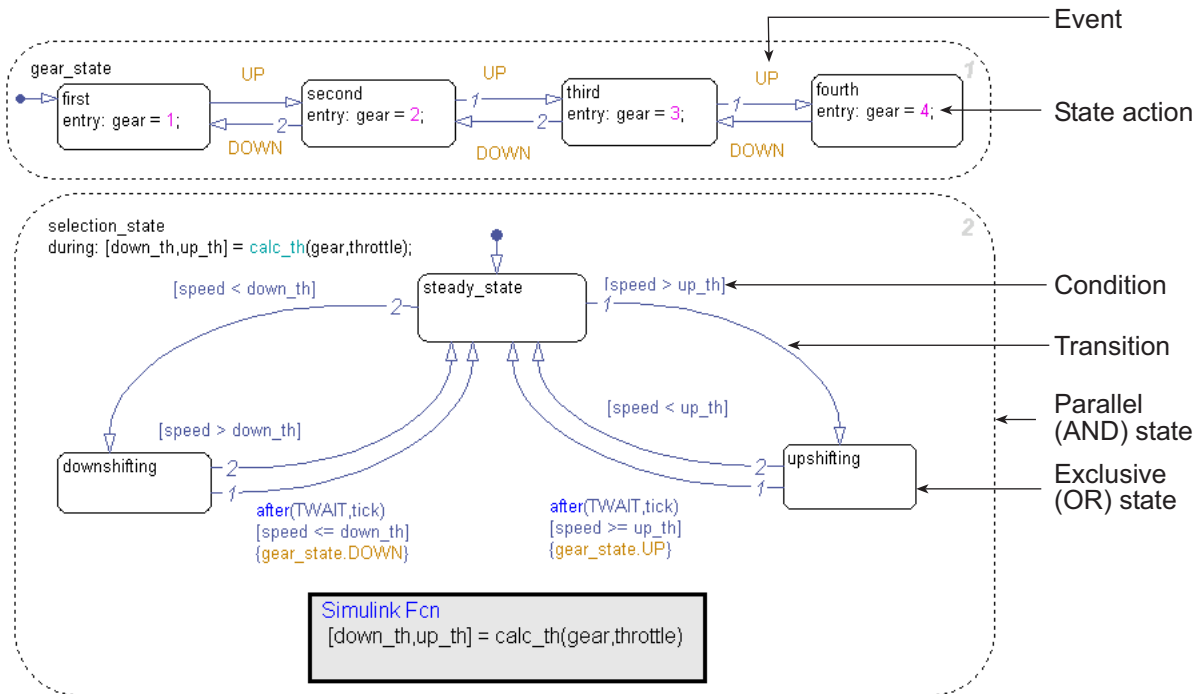 Event
gear_state
1
UP
UP
UP
first
entry: gear = 1;
second
entry: gear = 2;
third
entry: gear = 3;
fourth
entry: gear = 4;
State action
1
1
2
2
DOWN
DOWN
DOWN
selection_state
during: [down_th,up_th] = calc_th(gear,throttle);
2
[speed < down_th]
steady_state
[speed > up_th]
Condition
2
1
Transition
[speed > down_th]
[speed < up_th]
Parallel
(AND) state
downshifting
2
1
2
1
upshifting
Exclusive
(OR) state
after(TWAIT,tick)
[speed <= down_th]
{gear_state.DOWN}
after(TWAIT,tick)
[speed >= up_th]
{gear_state.UP}
Simulink Fcn
[down_th,up_th] = calc_th(gear,throttle)